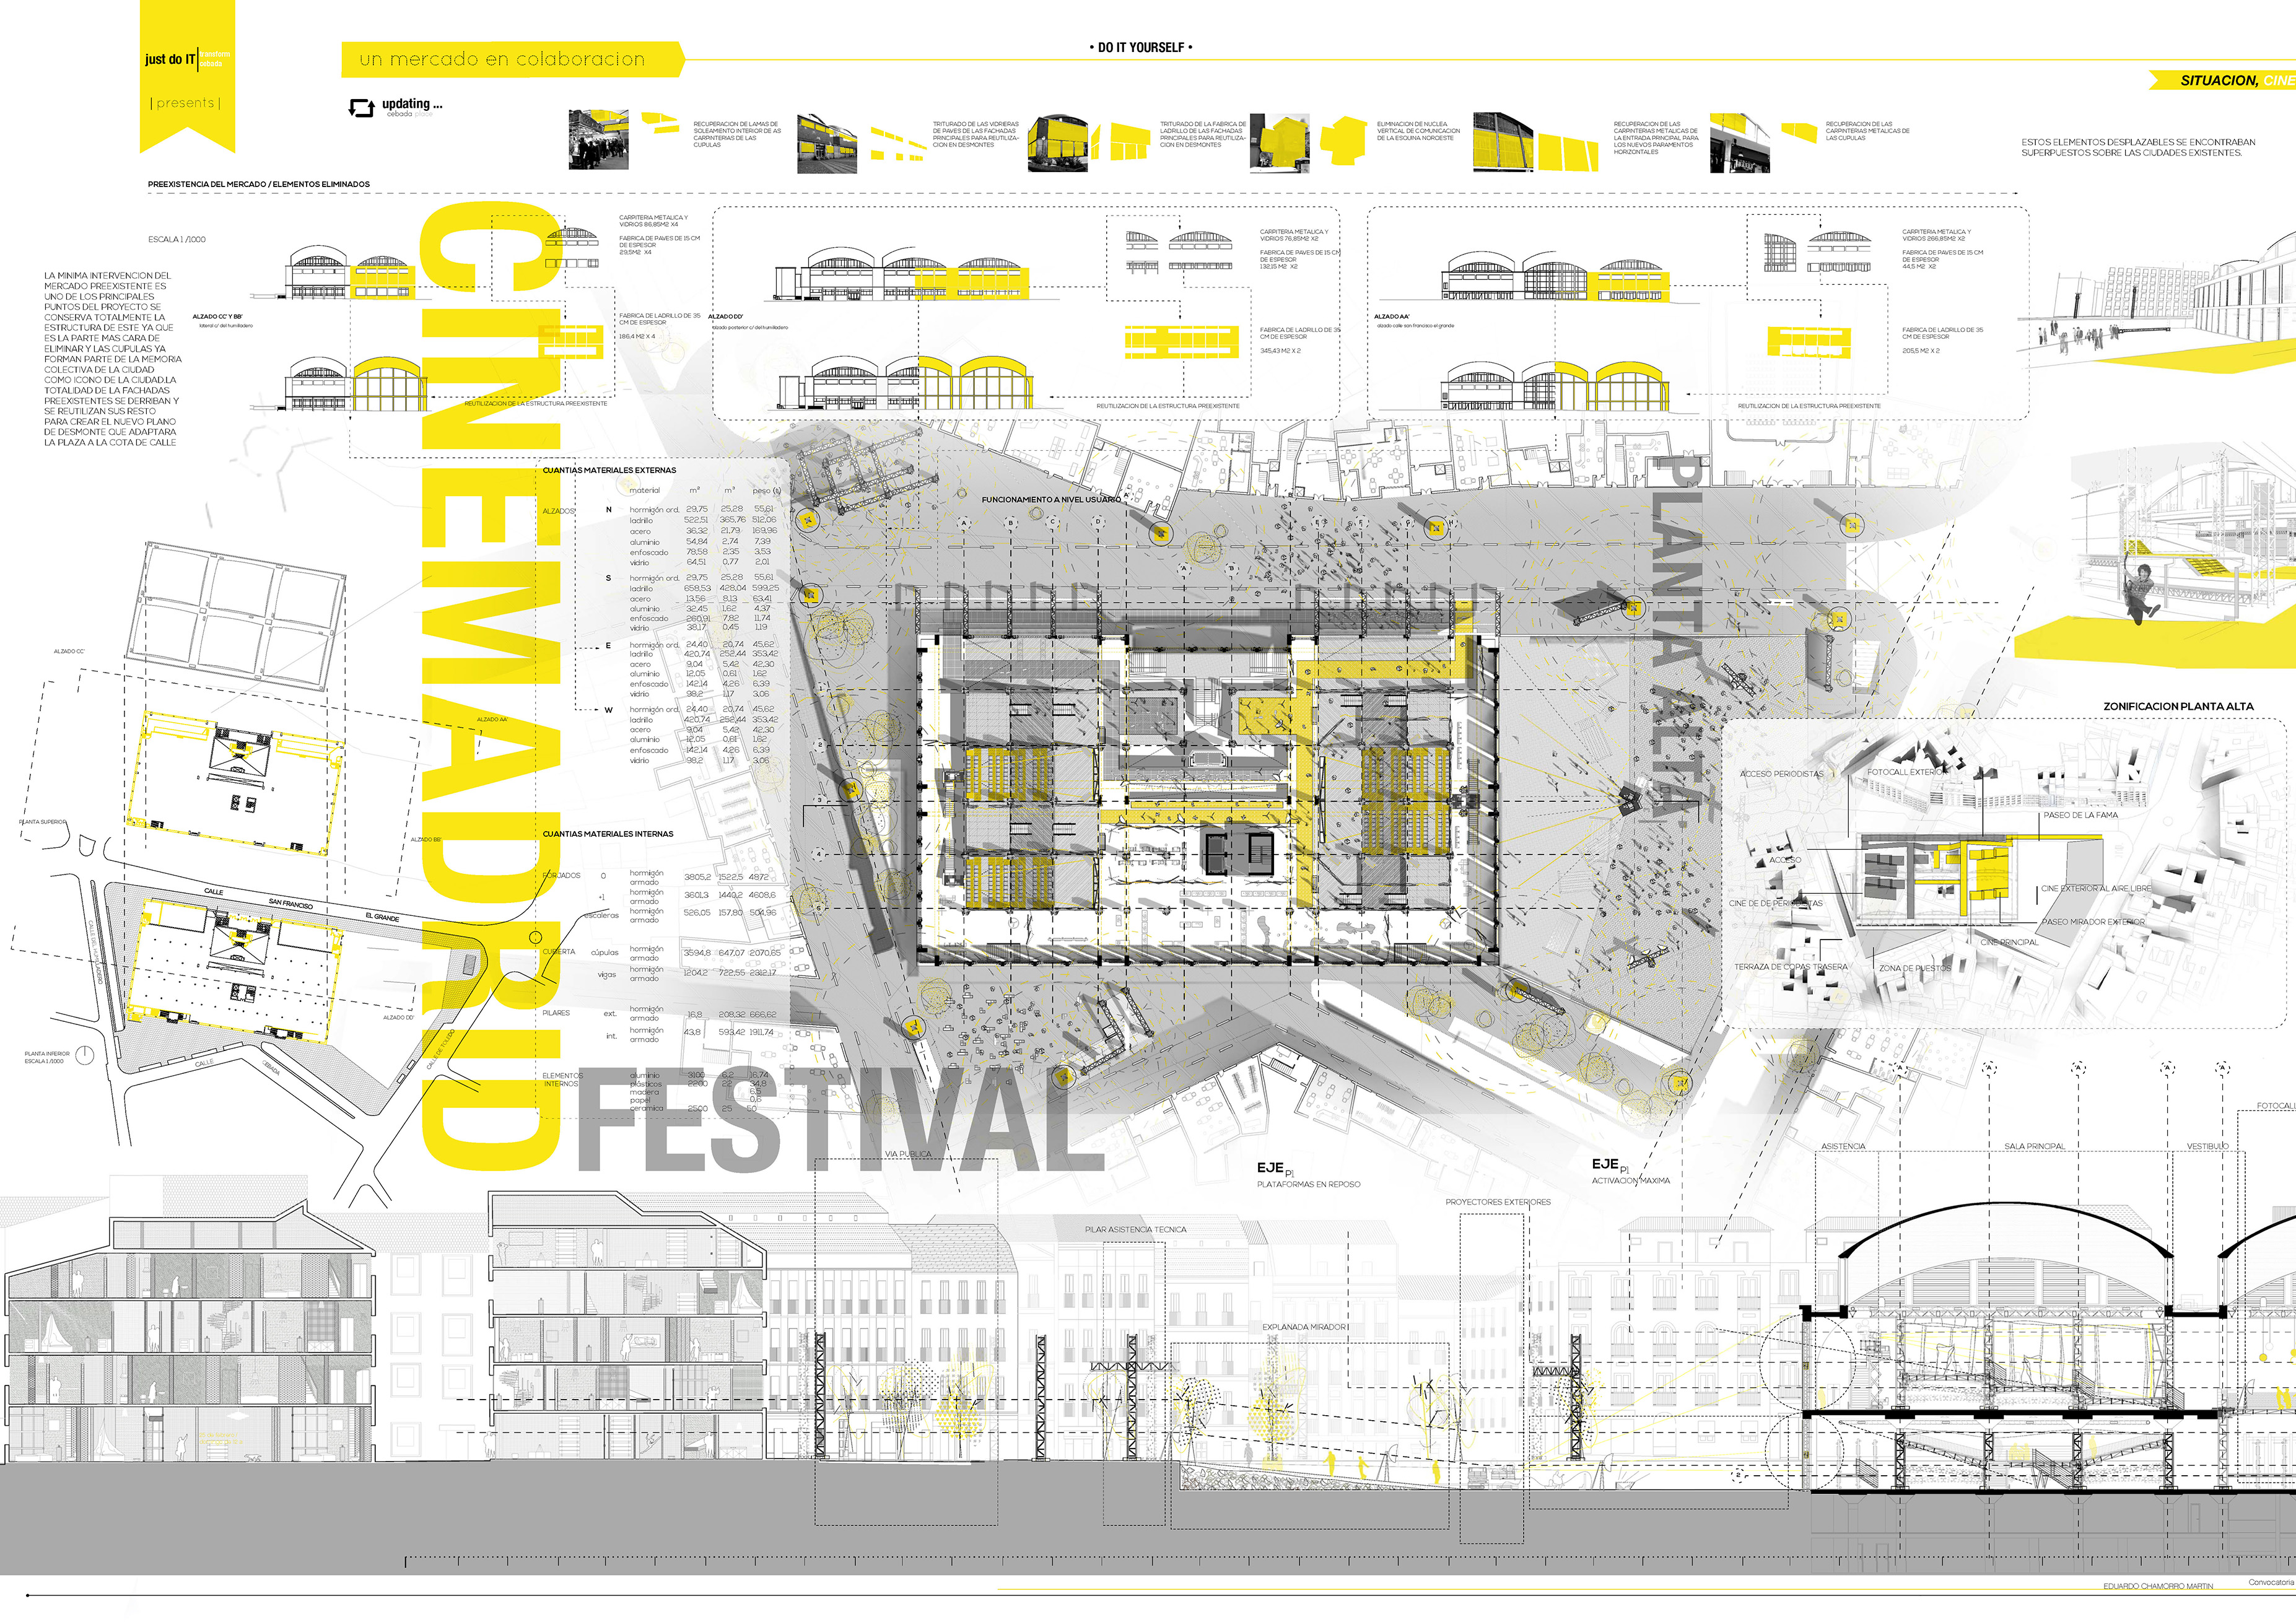 just do IT
transform
cebada
| presents |
un mercado en colaboracion
• DO IT YOURSELF •
SITUACION, CINE
updating ...
cebada place
RECUPERACION DE LAMAS DE
SOLEAMIENTO INTERIOR DE AS
CARPINTERIAS DE LAS
CUPULAS
TRITURADO DE LAS VIDRIERAS
DE PAVES DE LAS FACHADAS
PRINCIPALES PARA REUTILIZA-
CION EN DESMONTES
TRITURADO DE LA FABRICA DE
LADRILLO DE LAS FACHADAS
PRINCIPALES PARA REUTILIZA-
CION EN DESMONTES
ELIMINACION DE NUCLEA
VERTICAL DE COMUNICACION
DE LA ESQUINA NOROESTE
RECUPERACION DE LAS
CARPINTERIAS METALICAS DE
LA ENTRADA PRINCIPAL PARA
LOS NUEVOS PARAMENTOS
HORIZONTALES
RECUPERACION DE LAS
CARPINTERIAS METALICAS DE
LAS CUPULAS
ESTOS ELEMENTOS DESPLAZABLES SE ENCONTRABAN
SUPERPUESTOS SOBRE LAS CIUDADES EXISTENTES.
PREEXISTENCIA DEL MERCADO / ELEMENTOS ELIMINADOS
ESCALA 1 /1000
LA MINIMA INTERVENCION DEL
MERCADO PREEXISTENTE ES
UNO DE LOS PRINCIPALES
PUNTOS DEL PROYECTO SE
CONSERVA TOTALMENTE LA
ESTRUCTURA DE ESTE YA QUE
ES LA PARTE MAS CARA DE
ELIMINAR Y LAS CUPULAS YA
FORMAN PARTE DE LA MEMORIA
COLECTIVA DE LA CIUDAD
COMO ICONO DE LA CIUDAD.LA
TOTALIDAD DE LA FACHADAS
PREEXISTENTES SE DERRIBAN Y
SE REUTILIZAN SUS RESTO
PARA CREAR EL NUEVO PLANO
DE DESMONTE QUE ADAPTARA
LA PLAZA A LA COTA DE CALLE
ALZADO CC' Y BB'
lateral c/ del humilladero
CARPITERIA METALICA Y
VIDRIOS 86,85M2 X4
FABRICA DE PAVES DE 15 CM
DE ESPESOR
29,5M2 X4
FABRICA DE LADRILLO DE 35
CM DE ESPESOR
186,4 M2 X 4
REUTILIZACION DE LA ESTRUCTURA PREEXISTENTE
ALZADO DD'
alzado posterior c/ del humilladero
CARPITERIA METALICA Y
VIDRIOS 76,85M2 X2
FABRICA DE PAVES DE 15 CM
DE ESPESOR
132,15 M2 X2
FABRICA DE LADRILLO DE 35
CM DE ESPESOR
345,43 M2 X 2
REUTILIZACION DE LA ESTRUCTURA PREEXISTENTE
ALZADO AA'
alzado calle san francisco el grande
CARPITERIA METALICA Y
VIDRIOS 266,85M2 X2
FABRICA DE PAVES DE 15 CM
DE ESPESOR
44,5 M2 X2
FABRICA DE LADRILLO DE 35
CM DE ESPESOR
205,5 M2 X 2
REUTILIZACION DE LA ESTRUCTURA PREEXISTENTE
CINEMADRID
FESTIVAL
CUANTIAS MATERIALES EXTERNAS
material m² m³ peso (t)
ALZADOS
N hormigón ord. 29,75 25,28 55,61
ladrillo 522,51 365,76 512,06
acero 36,32 21,79 169,96
aluminio 54,84 2,74 7,39
enfoscado 78,58 2,35 3,53
vidrio 64,51 0,77 2,01
S hormigón ord. 29,75 25,28 55,61
ladrillo 658,53 428,04 599,25
acero 13,56 8,13 63,41
aluminio 32,45 1,62 4,37
enfoscado 260,91 7,82 11,74
vidrio 38,17 0,45 1,19
E hormigón ord. 24,40 20,74 45,62
ladrillo 420,74 252,44 353,42
acero 9,04 5,42 42,30
aluminio 12,05 0,61 1,62
enfoscado 142,14 4,26 6,39
vidrio 98,2 1,17 3,06
W hormigón ord. 24,40 20,74 45,62
ladrillo 420,74 252,44 353,42
acero 9,04 5,42 42,30
aluminio 12,05 0,61 1,62
enfoscado 142,14 4,26 6,39
vidrio 98,2 1,17 3,06
CUANTIAS MATERIALES INTERNAS
FORJADOS 0 hormigón armado 3805,2 1522,5 4872
+1 hormigón armado 3601,3 1440,2 4608,6
escaleras hormigón armado 526,05 157,80 504,96
CUBIERTA cúpulas hormigón armado 3594,8 647,07 2070,65
vigas hormigón armado 1204,2 722,55 2312,17
PILARES ext. hormigón armado 16,8 208,32 666,62
int. hormigón armado 43,8 593,42 1911,74
ELEMENTOS
INTERNOS
aluminio 3100 6,2 16,74
plásticos 2200 22 34,8
madera 6,5
papel 0,6
ceramica 2500 25 50
ALZADO CC'
ALZADO AA'
ALZADO BB'
ALZADO DD'
PLANTA SUPERIOR
CALLE SAN FRANCISCO EL GRANDE
CALLE DEL HUMILLADERO
CALLE DE TOLEDO
CALLE CEBADA
PLANTA INFERIOR
ESCALA 1 /1000
FUNCIONAMIENTO A NIVEL USUARIO
PLANTA ALTA.
ZONIFICACION PLANTA ALTA
ACCESO PERIODISTAS
FOTOCALL EXTERIOR
PASEO DE LA FAMA
ACCESO
CINE EXTERIOR AL AIRE LIBRE
CINE DE DE PERIODISTAS
PASEO MIRADOR EXTERIOR
CINE PRINCIPAL
TERRAZA DE COPAS TRASERA
ZONA DE PUESTOS
FOTOCALL
ASISTENCIA
SALA PRINCIPAL
VESTIBULO
VIA PUBLICA
EJE P1
PLATAFORMAS EN REPOSO
EJE P1
ACTIVACION MAXIMA
PROYECTORES EXTERIORES
PILAR ASISTENCIA TECNICA
EXPLANADA MIRADOR
EDUARDO CHAMORRO MARTIN
Convocatoria